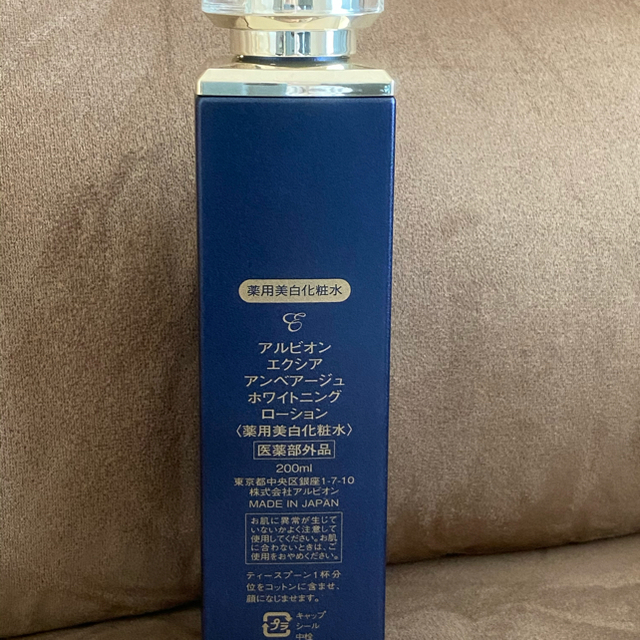 薬用美白化粧水
E
アルビオン
エクシア
アンベアージュ
ホワイトニング
ローション
〈薬用美白化粧水〉
医薬部外品
200ml
東京都中央区銀座1-7-10
株式会社アルビオン
MADE IN JAPAN
お肌に異常が生じて
いないかよく注意して
使用してください。お肌
に合わないときは、ご
使用をおやめください。
ティースプーン1杯分
位をコットンに含ませ、
顔になじませます。
プラ
キャップ
シール
中栓